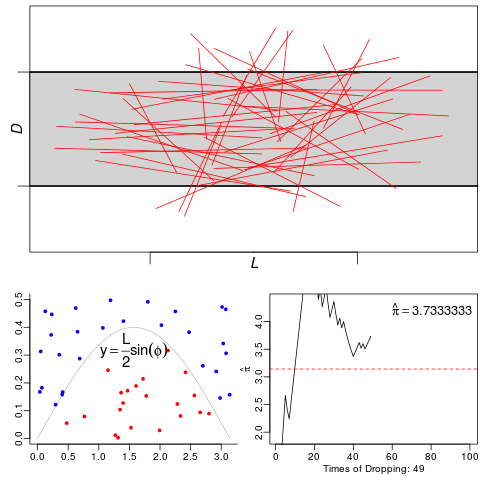 D
L
0.0 0.1 0.2 0.3 0.4 0.5
y = L/2 sin(ϕ)
0.0 0.5 1.0 1.5 2.0 2.5 3.0
π̂ = 3.7333333
π̂
2.0 2.5 3.0 3.5 4.0
0 20 40 60 80 100
Times of Dropping: 49